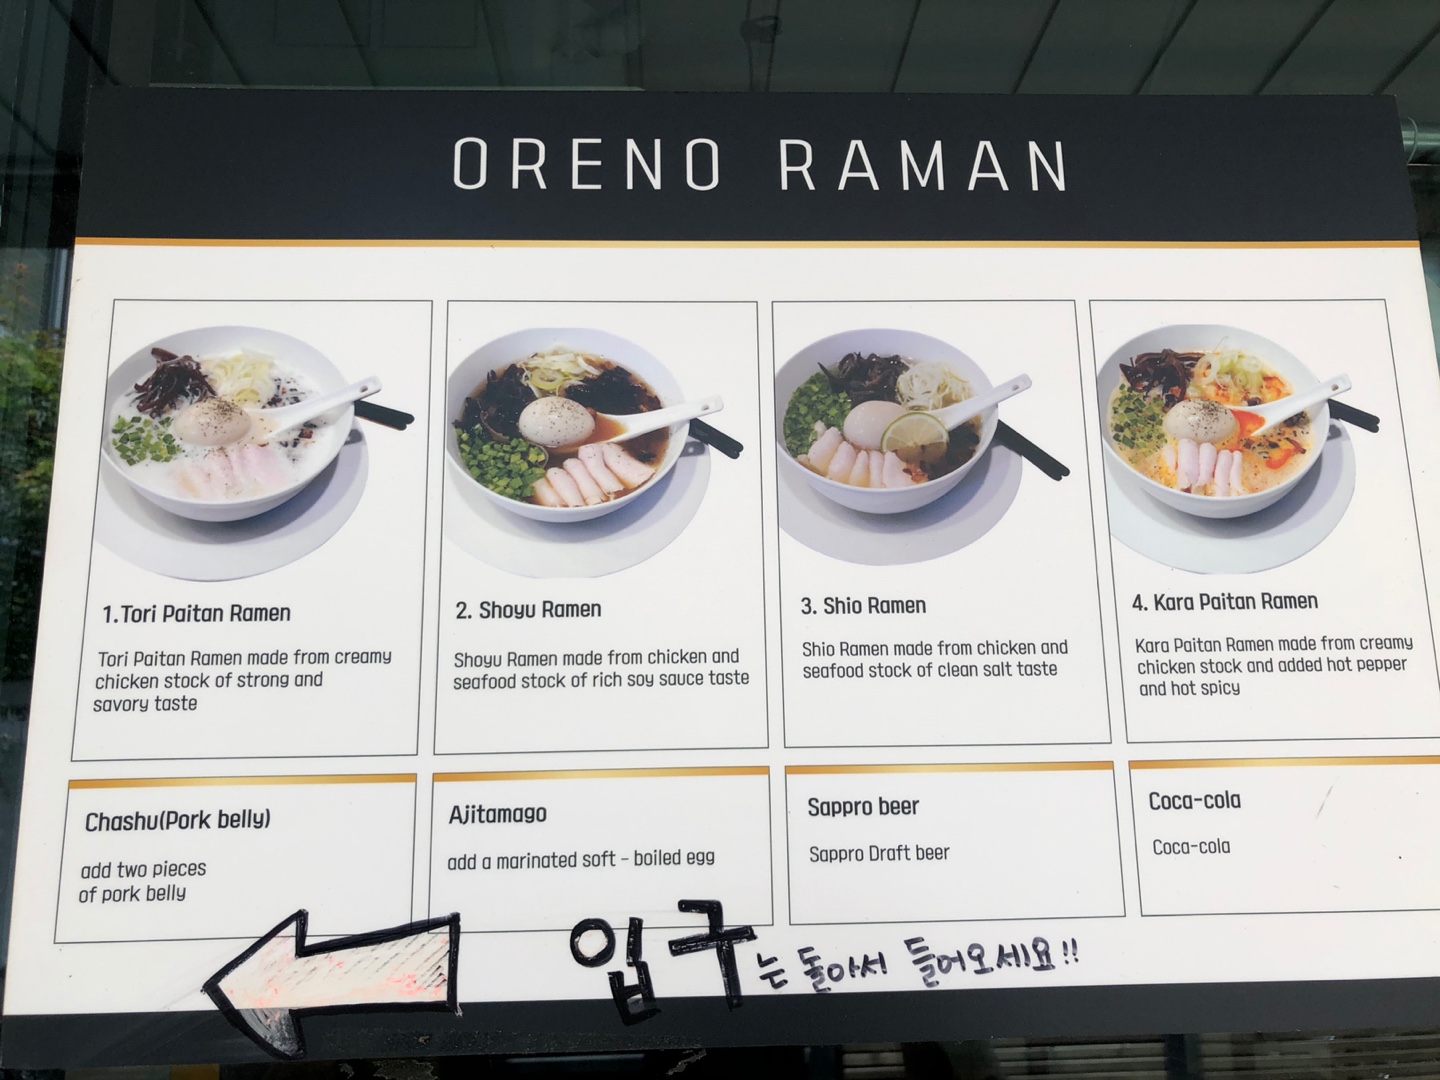 ORENO RAMAN
1.Tori Paitan Ramen
Tori Paitan Ramen made from creamy
chicken stock of strong and
savory taste
2. Shoyu Ramen
Shoyu Ramen made from chicken and
seafood stock of rich soy sauce taste
3. Shio Ramen
Shio Ramen made from chicken and
seafood stock of clean salt taste
4. Kara Paitan Ramen
Kara Paitan Ramen made from creamy
chicken stock and added hot pepper
and hot spicy
Chashu(Pork belly)
add two pieces
of pork belly
Ajitamago
add a marinated soft - boiled egg
Sappro beer
Sappro Draft beer
Coca-cola
Coca-cola
입구는 돌아서 들어오세요!!